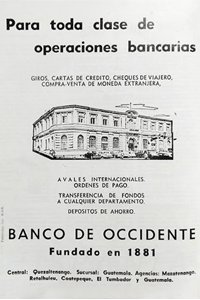 Para toda clase de
operaciones bancarias
GIROS, CARTAS DE CREDITO, CHEQUES DE VIAJERO,
COMPRA-VENTA DE MONEDA EXTRANJERA,
AVALES INTERNACIONALES.
ORDENES DE PAGO.
TRANSFERENCIA DE FONDOS
A CUALQUIER DEPARTAMENTO.
DEPOSITOS DE AHORRO.
BANCO DE OCCIDENTE
Fundado en 1881
Central: Quezaltenango. Sucursal: Guatemala. Agencias: Mazatenango,
Retalhuleu, Coatepeque, El Tumbador y Guatemala.